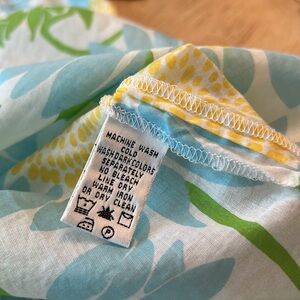 MACHINE WASH
COLD
WASH DARK COLORS
SEPARATELY
NO BLEACH
LINE DRY
WARM IRON
OR DRY CLEAN
P